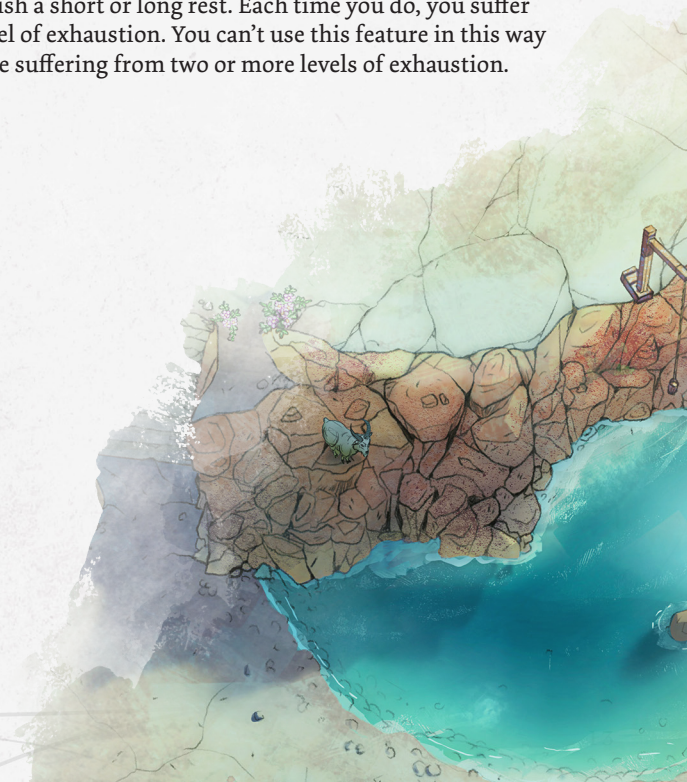 ish a short or long rest. Each time you do, you suffer
el of exhaustion. You can’t use this feature in this way
e suffering from two or more levels of exhaustion.